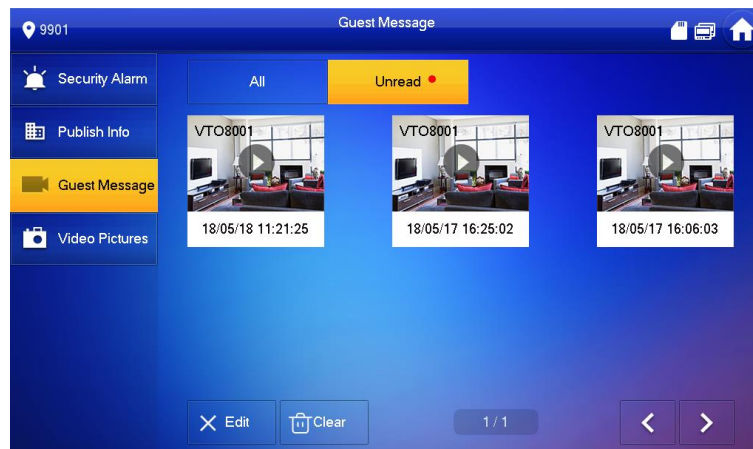 9901
Guest Message
Security Alarm
Publish Info
Guest Message
Video Pictures
All
Unread
VTO8001
VTO8001
VTO8001
18/05/18 11:21:25
18/05/17 16:25:02
18/05/17 16:06:03
Edit
Clear
1/1